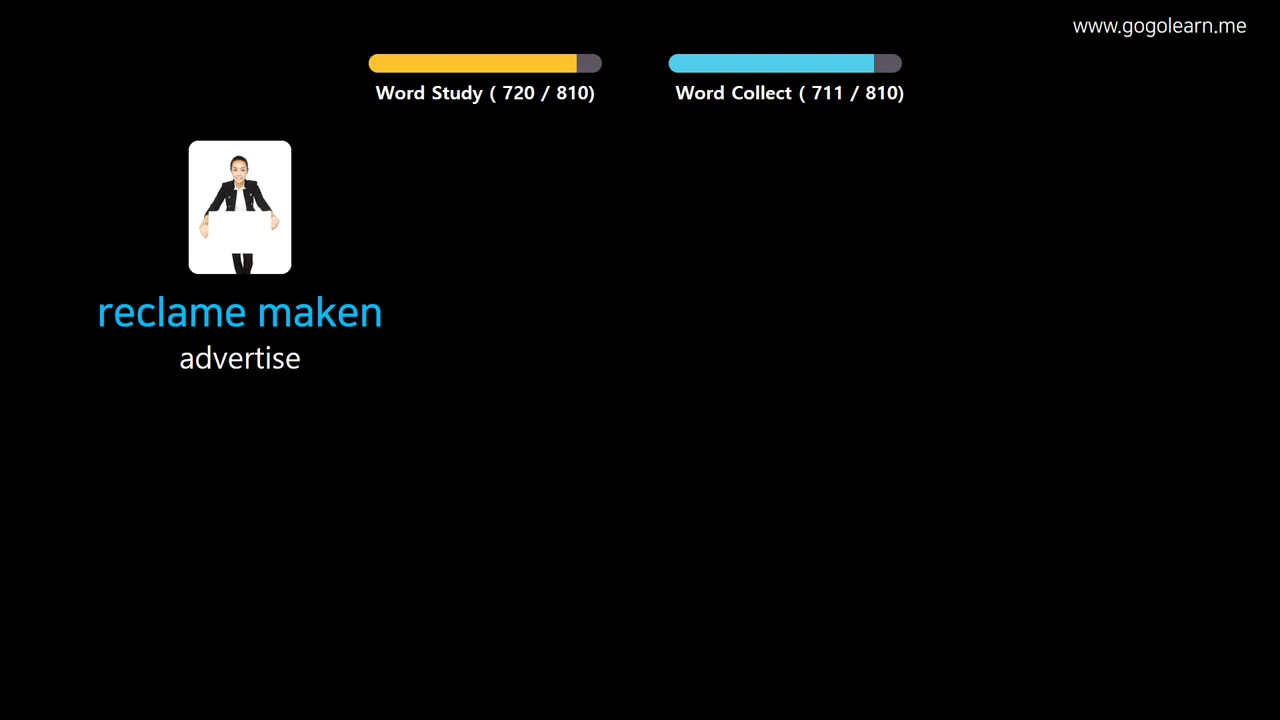 www.gogolearn.me
Word Study ( 720 / 810)
Word Collect ( 711 / 810)
reclame maken
advertise